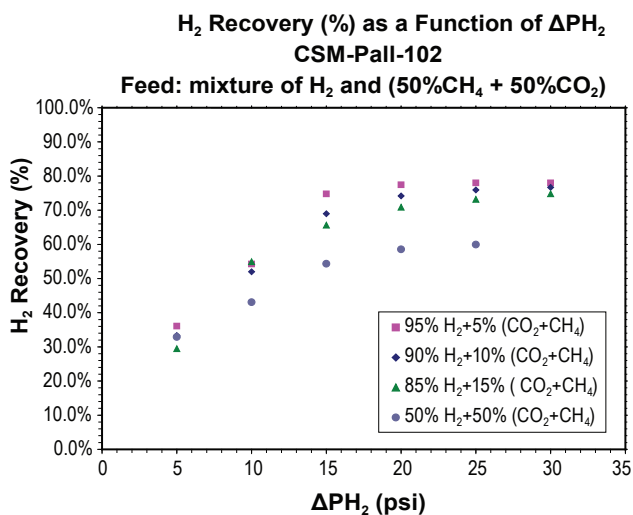 H₂ Recovery (%) as a Function of ΔPH₂
CSM-Pall-102
Feed: mixture of H₂ and (50%CH₄ + 50%CO₂)
100.0%
90.0%
80.0%
70.0%
60.0%
50.0%
40.0%
30.0%
20.0%
10.0%
0.0%
H₂ Recovery (%)
95% H₂+5% (CO₂+CH₄)
90% H₂+10% (CO₂+CH₄)
85% H₂+15% ( CO₂+CH₄)
50% H₂+50% (CO₂+CH₄)
0 5 10 15 20 25 30 35
ΔPH₂ (psi)